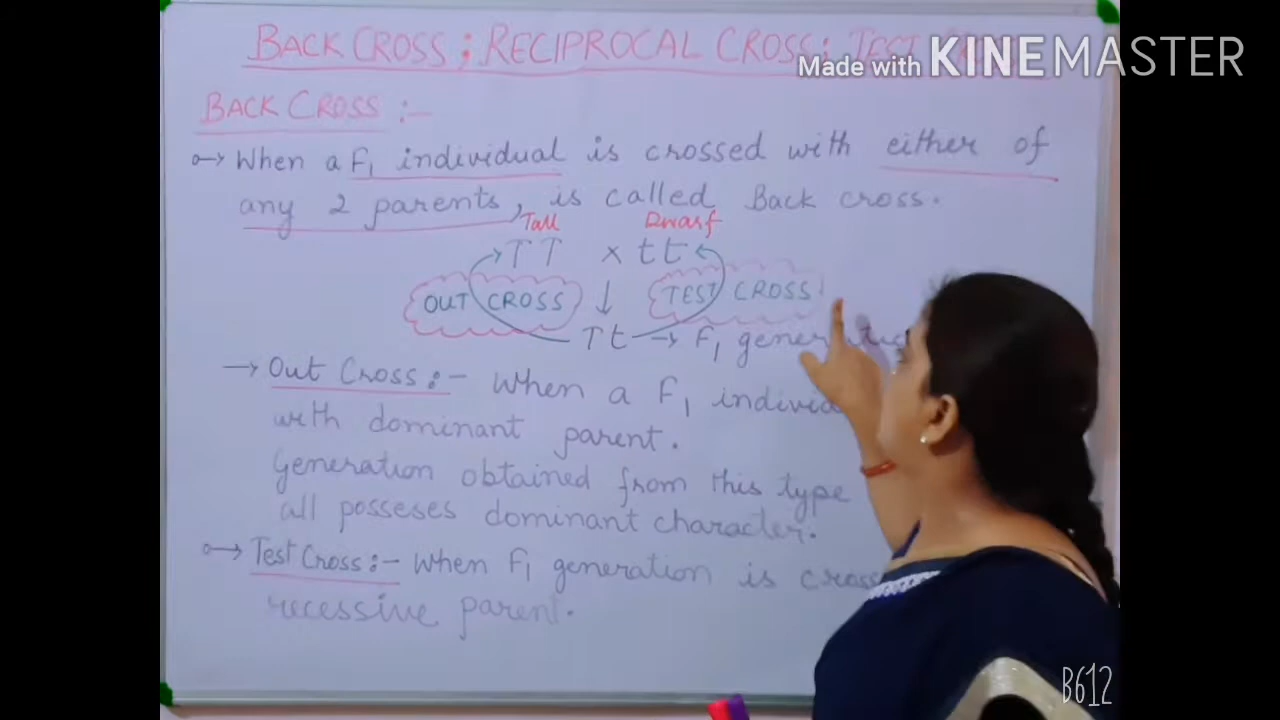 BACK CROSS ; RECIPROCAL CROSS ; TEST
Made with KINEMASTER
BACK CROSS :-
When a F1 individual is crossed with either of
any 2 parents, is called Back cross.
Tall Dwarf
TT × tt
OUT CROSS TEST CROSS
Tt → F1
→ Out Cross :- When a F1
with dominant parent.
Generation obtained from this type
all posseses dominant character.
Test Cross :- When F1 generation is
recessive parent.
B612